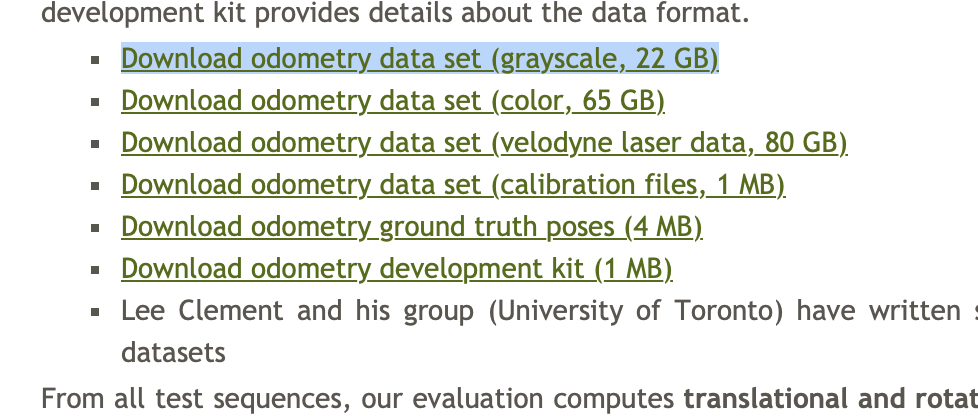 development kit provides details about the data format.
Download odometry data set (grayscale, 22 GB)
Download odometry data set (color, 65 GB)
Download odometry data set (velodyne laser data, 80 GB)
Download odometry data set (calibration files, 1 MB)
Download odometry ground truth poses (4 MB)
Download odometry development kit (1 MB)
Lee Clement and his group (University of Toronto) have written
datasets
From all test sequences, our evaluation computes translational and rotat